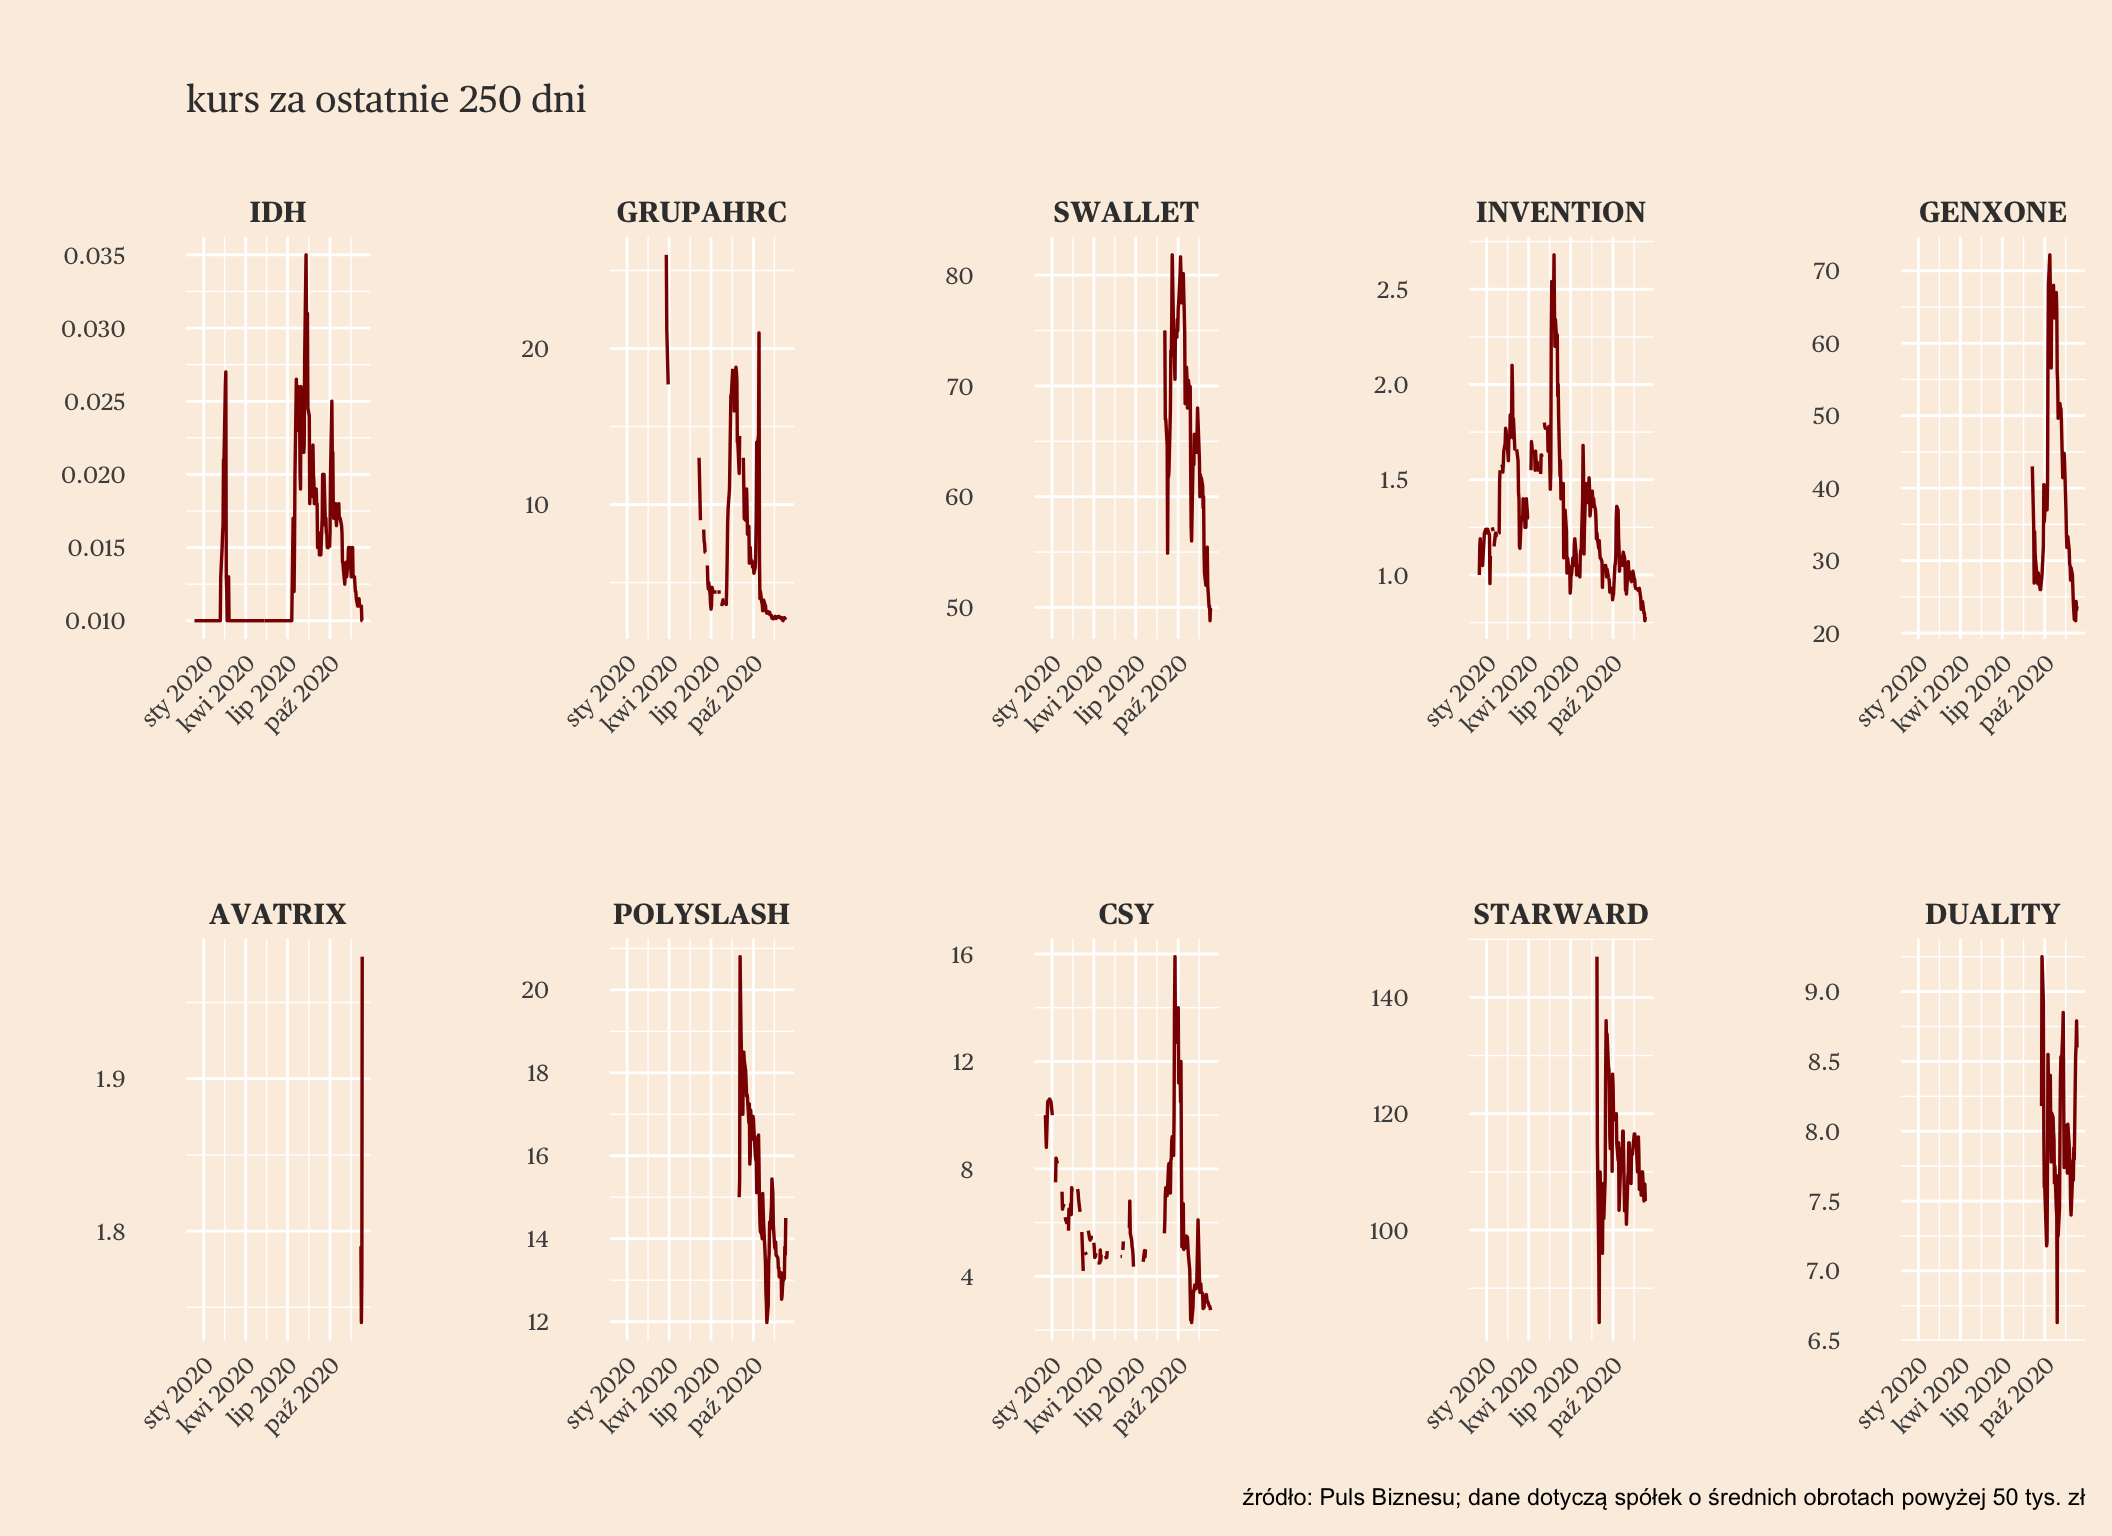 kurs za ostatnie 250 dni
IDH
GRUPAHRC
SWALLET
INVENTION
GENXONE
0.035
0.030
0.025
0.020
0.015
0.010
20
10
80
70
60
50
2.5
2.0
1.5
1.0
70
60
50
40
30
20
sty 2020
kwi 2020
lip 2020
paź 2020
sty 2020
kwi 2020
lip 2020
paź 2020
sty 2020
kwi 2020
lip 2020
paź 2020
sty 2020
kwi 2020
lip 2020
paź 2020
sty 2020
kwi 2020
lip 2020
paź 2020
AVATRIX
POLYSLASH
CSY
STARWARD
DUALITY
1.9
1.8
20
18
16
14
12
16
12
8
4
140
120
100
9.0
8.5
8.0
7.5
7.0
6.5
sty 2020
kwi 2020
lip 2020
paź 2020
sty 2020
kwi 2020
lip 2020
paź 2020
sty 2020
kwi 2020
lip 2020
paź 2020
sty 2020
kwi 2020
lip 2020
paź 2020
sty 2020
kwi 2020
lip 2020
paź 2020
źródło: Puls Biznesu; dane dotyczą spółek o średnich obrotach powyżej 50 tys. zł